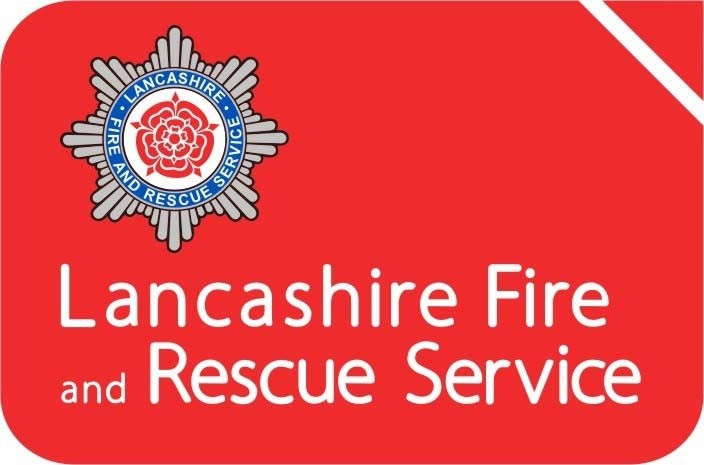 LANCASHIRE
FIRE AND RESCUE SERVICE
Lancashire Fire
and Rescue Service